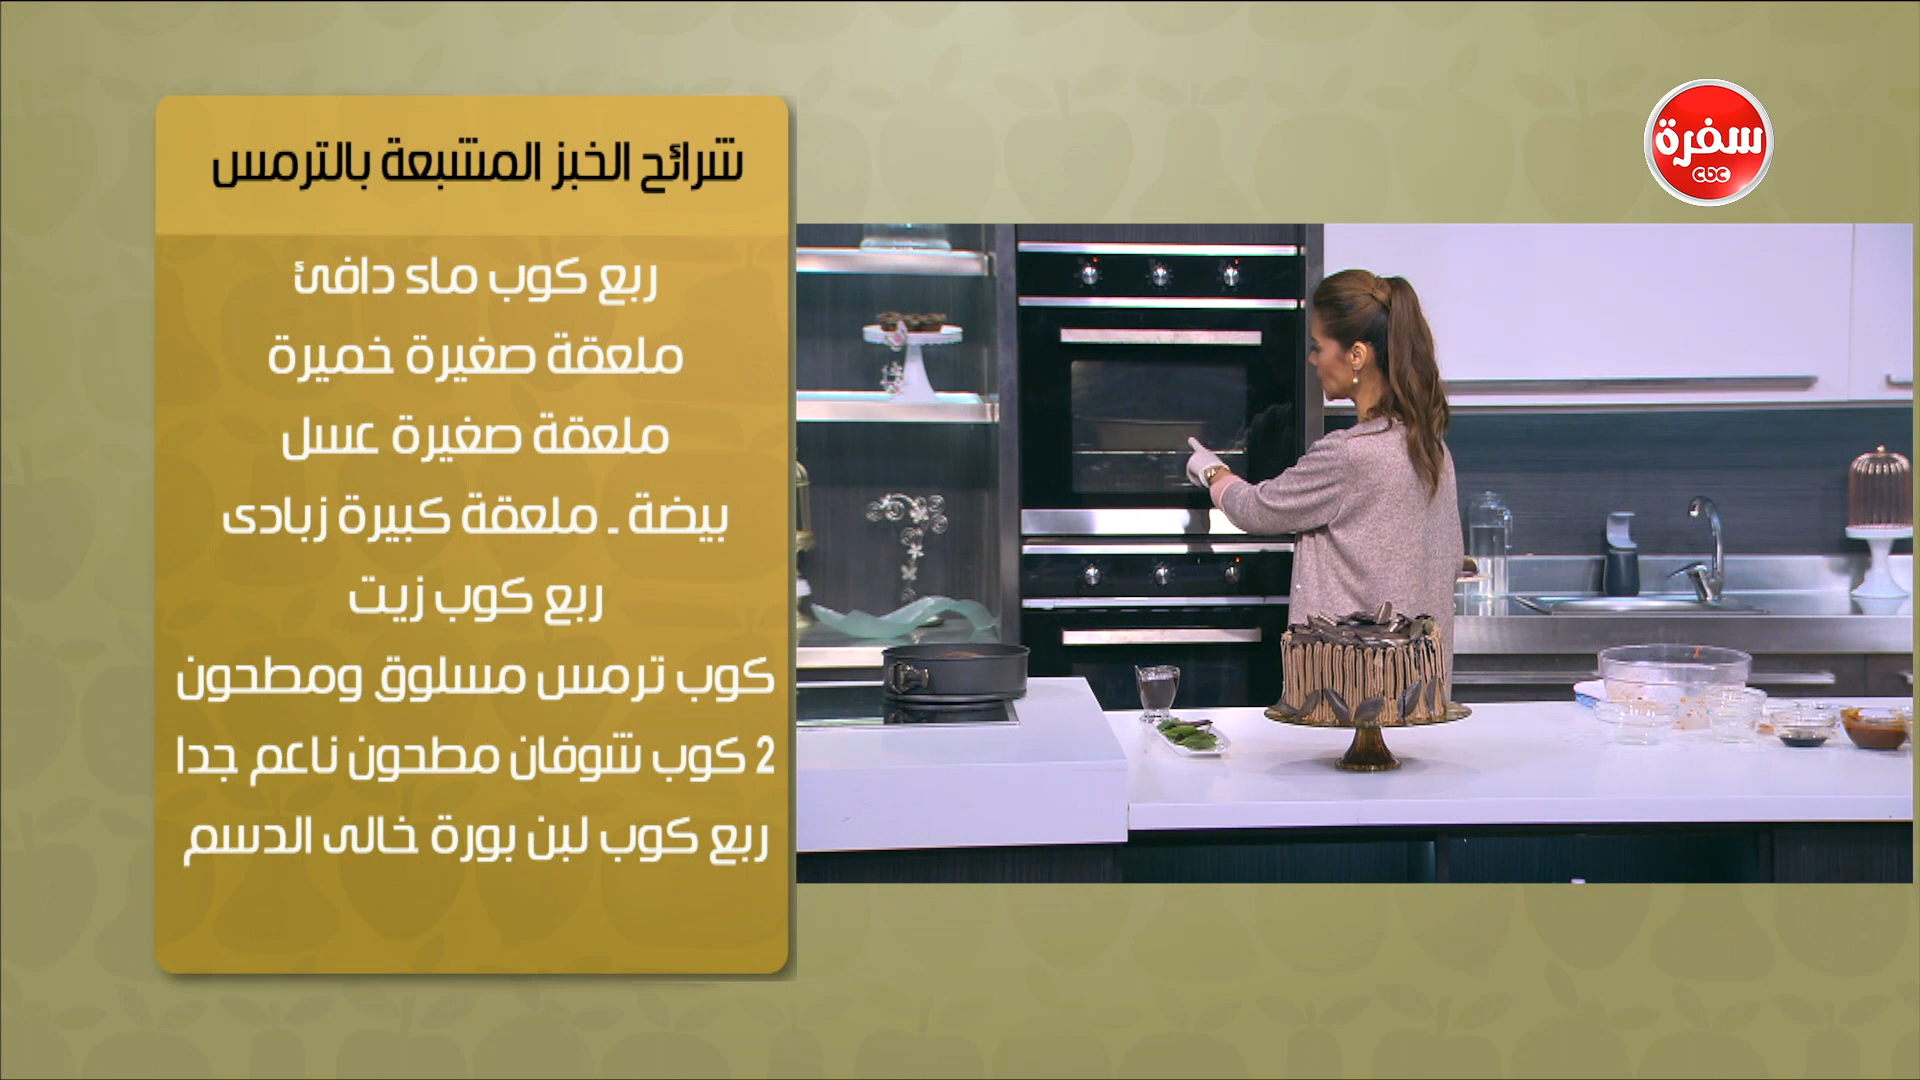 شرائح الخبز المشبعة بالترمس
ربع كوب ماء دافئ
ملعقة صغيرة خميرة
ملعقة صغيرة عسل
بيضة - ملعقة كبيرة زبادى
ربع كوب زيت
كوب ترمس مسلوق ومطحون
2 كوب شوفان مطحون ناعم جدا
ربع كوب لبن بورة خالى الدسم
سفرة
cbc